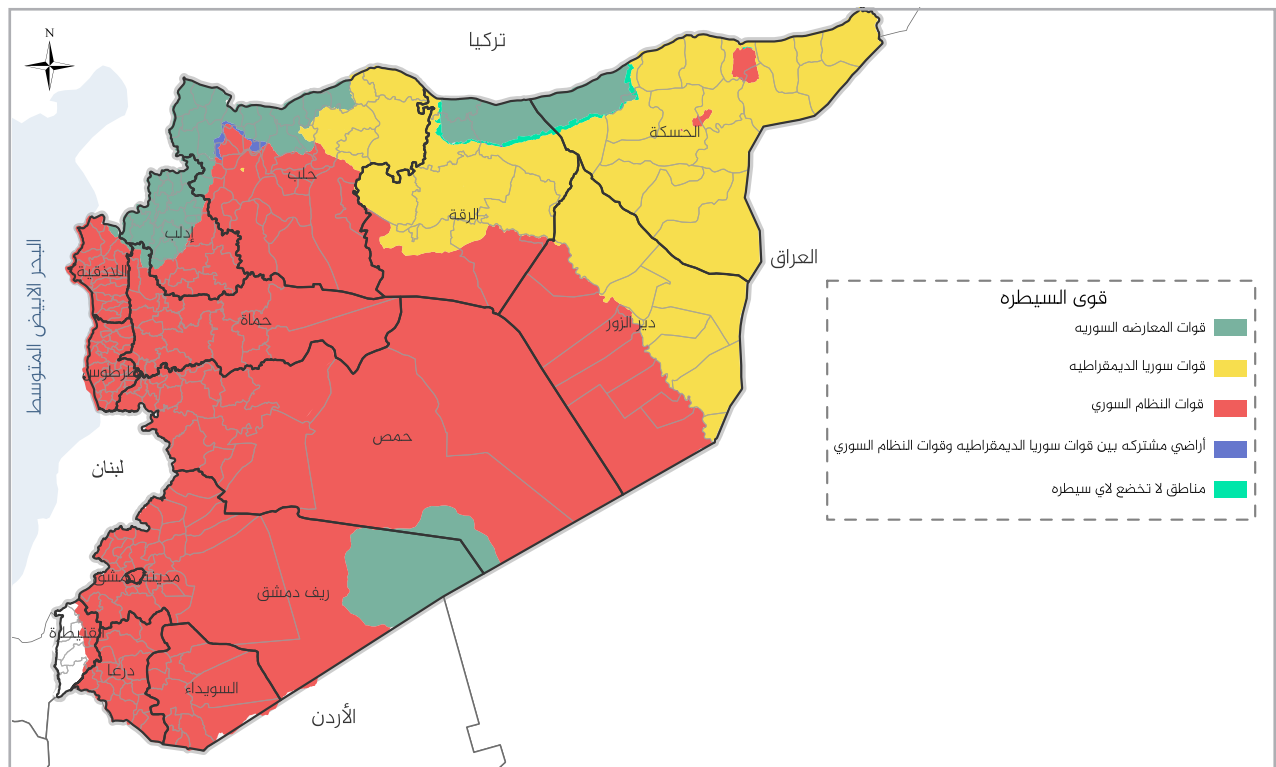 N
تركيا
الحسكة
حلب
الرقة
إدلب
العراق
البحر الابيض المتوسط
اللاذقية
حماة
دير الزور
طرطوس
حمص
لبنان
مدينة دمشق
ريف دمشق
القنيطرة
درعا
السويداء
الأردن
قوى السيطره
قوات المعارضه السوريه
قوات سوريا الديمقراطيه
قوات النظام السوري
أراضي مشتركه بين قوات سوريا الديمقراطيه وقوات النظام السوري
مناطق لا تخضع لاي سيطره